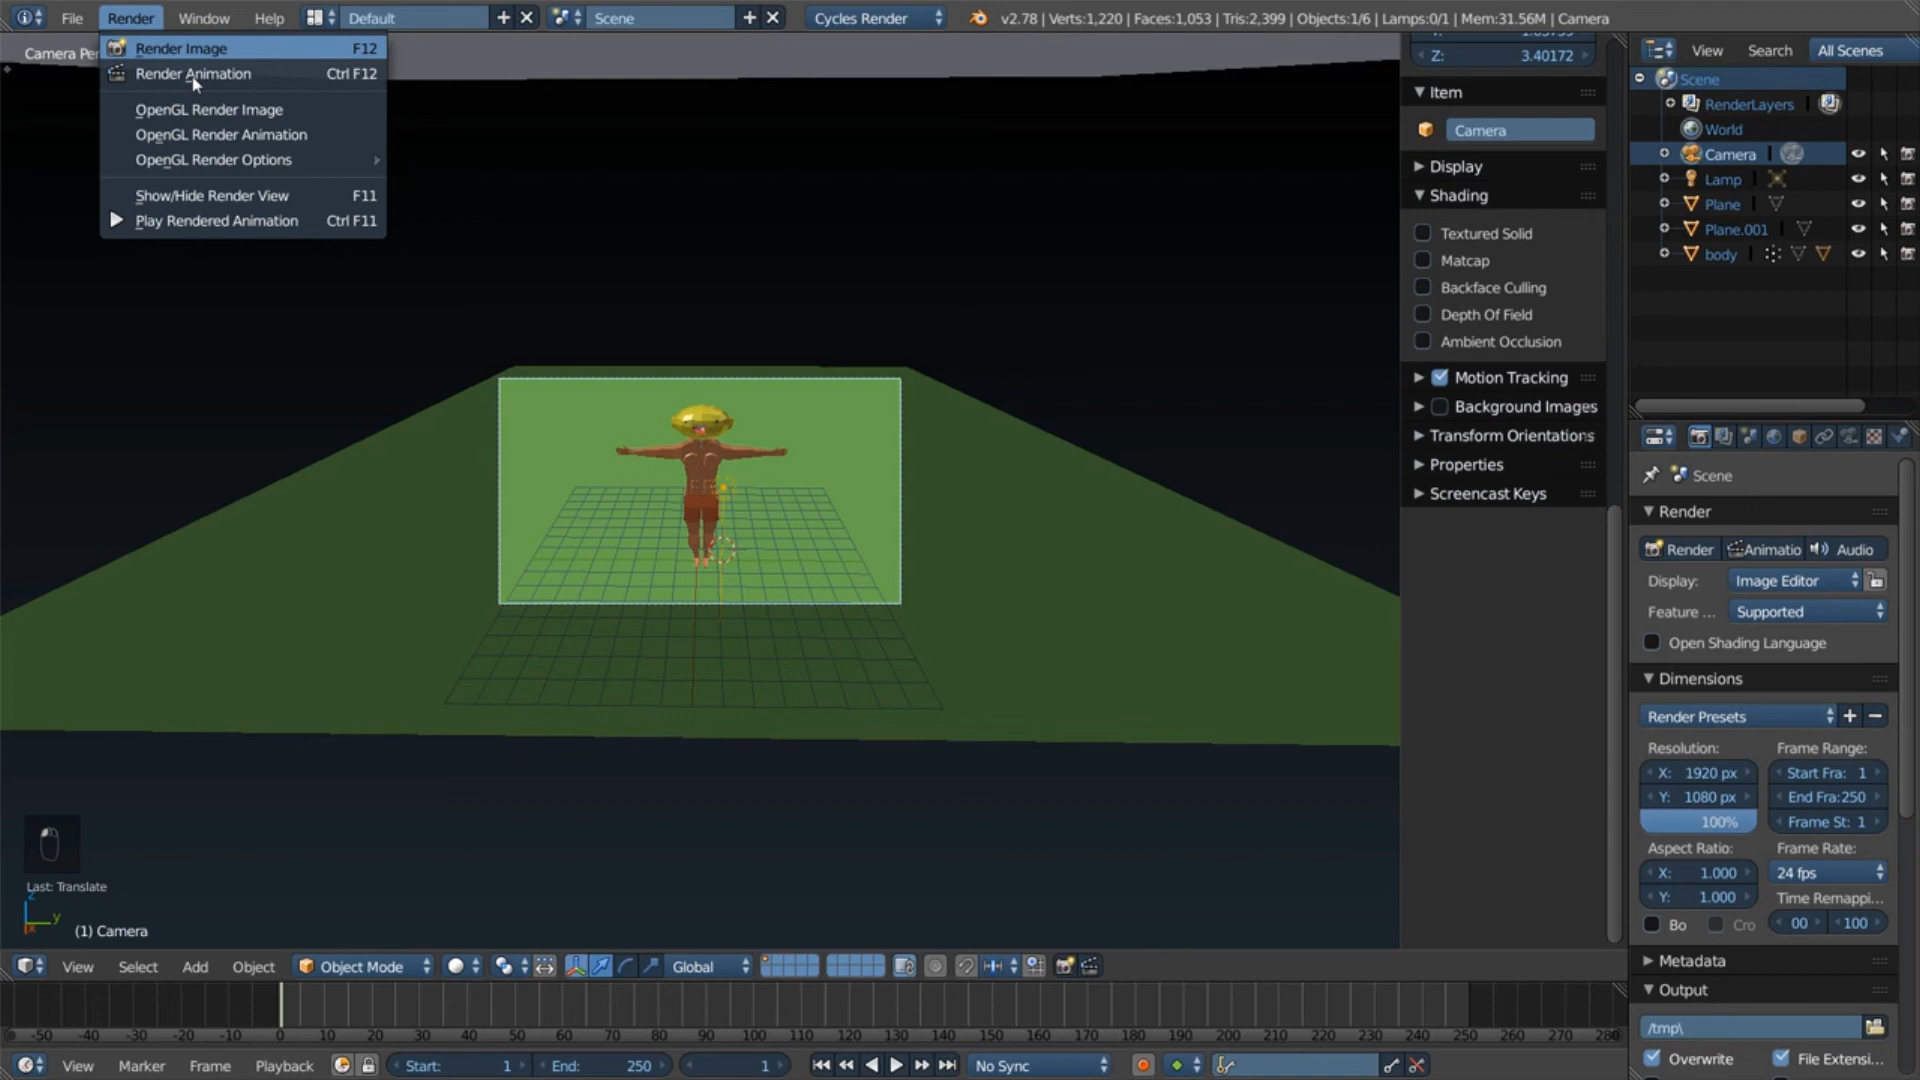 File Render Window Help Default Scene Cycles Render v2.78 | Verts:1,220 | Faces:1,053 | Tris:2,399 | Objects:1/6 | Lamps:0/1 | Mem:31.56M | Camera
Camera Pe
Render Image F12
Render Animation Ctrl F12
OpenGL Render Image
OpenGL Render Animation
OpenGL Render Options
Show/Hide Render View F11
Play Rendered Animation Ctrl F11
Z: 3.40172
Item
Camera
Display
Shading
Textured Solid
Matcap
Backface Culling
Depth Of Field
Ambient Occlusion
Motion Tracking
Background Images
Transform Orientations
Properties
Screencast Keys
View Search All Scenes
Scene
RenderLayers
World
Camera
Lamp
Plane
Plane.001
body
Scene
Render
Render Animatio Audio
Display: Image Editor
Feature ... Supported
Open Shading Language
Dimensions
Render Presets
Resolution: Frame Range:
X: 1920 px Start Fra: 1
Y: 1080 px End Fra:250
100% Frame St: 1
Aspect Ratio: Frame Rate:
X: 1.000 24 fps
Y: 1.000 Time Remappi...
Bo Cro 00 100
Metadata
Output
/tmp\
Overwrite File Extensi...
Last: Translate
z
y
x
(1) Camera
View Select Add Object Object Mode Global
-50 -40 -30 -20 -10 0 10 20 30 40 50 60 70 80 90 100 110 120 130 140 150 160 170 180 190 200 210 220 230 240 250 260 270 280
View Marker Frame Playback Start: 1 End: 250 1 No Sync